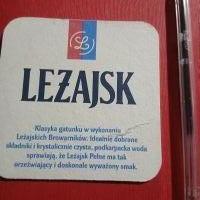 LEŻAJSK
Klasyka gatunku w wykonaniu
Leżajskich Browarników. Idealnie dobrane
składniki i krystalicznie czysta, podkarpacka woda
sprawiają, że Leżajsk Pełne ma tak
orzeźwiający i doskonale wyważony smak.